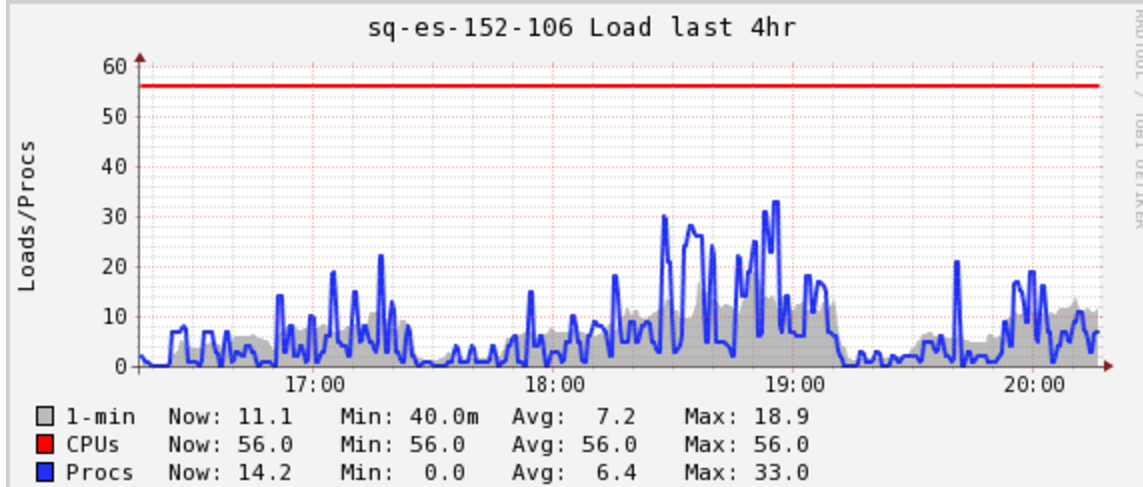 sq-es-152-106 Load last 4hr
RRDTOOL / TOBI OETIKER
Loads/Procs
60
50
40
30
20
10
0
17:00 18:00 19:00 20:00
1-min Now: 11.1 Min: 40.0m Avg: 7.2 Max: 18.9
CPUs Now: 56.0 Min: 56.0 Avg: 56.0 Max: 56.0
Procs Now: 14.2 Min: 0.0 Avg: 6.4 Max: 33.0